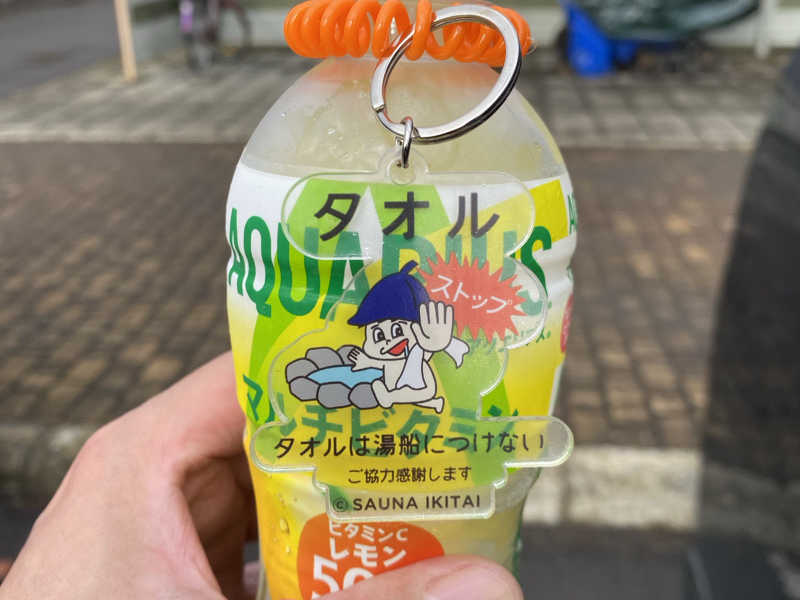 タオル
AQUARIUS
ストップ
マルチビタミン
タオルは湯船につけない
ご協力感謝します
© SAUNA IKITAI
ビタミンC
レモン